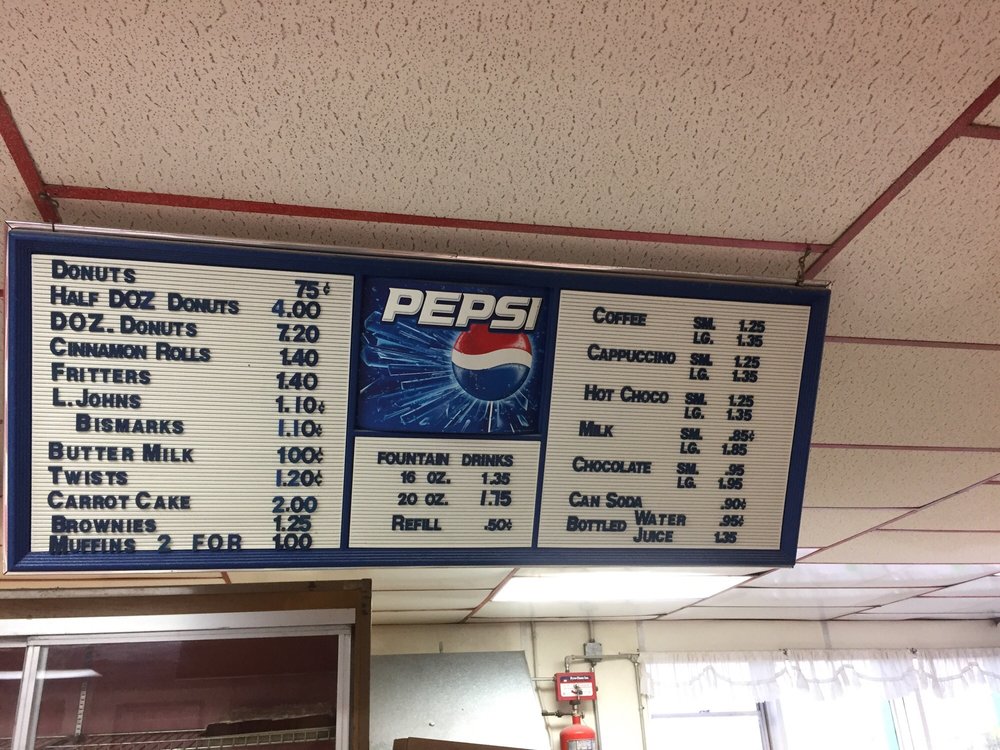 DONUTS 75¢
HALF DOZ DONUTS 4.00
DOZ. DONUTS 7.20
CINNAMON ROLLS 1.40
FRITTERS 1.40
L.JOHNS 1.10¢
BISMARKS 1.10¢
BUTTER MILK 100¢
TWISTS 1.20¢
CARROT CAKE 2.00
BROWNIES 1.25
MUFFINS 2 FOR 1.00
PEPSI
FOUNTAIN DRINKS
16 OZ. 1.35
20 OZ. 1.75
REFILL .50¢
COFFEE SM. 1.25
LG. 1.35
CAPPUCCINO SM. 1.25
LG. 1.35
HOT CHOCO SM. 1.25
LG. 1.35
MILK SM. .85¢
LG. 1.85
CHOCOLATE SM. .95
LG. 1.95
CAN SODA .90¢
BOTTLED WATER .95¢
JUICE 1.35